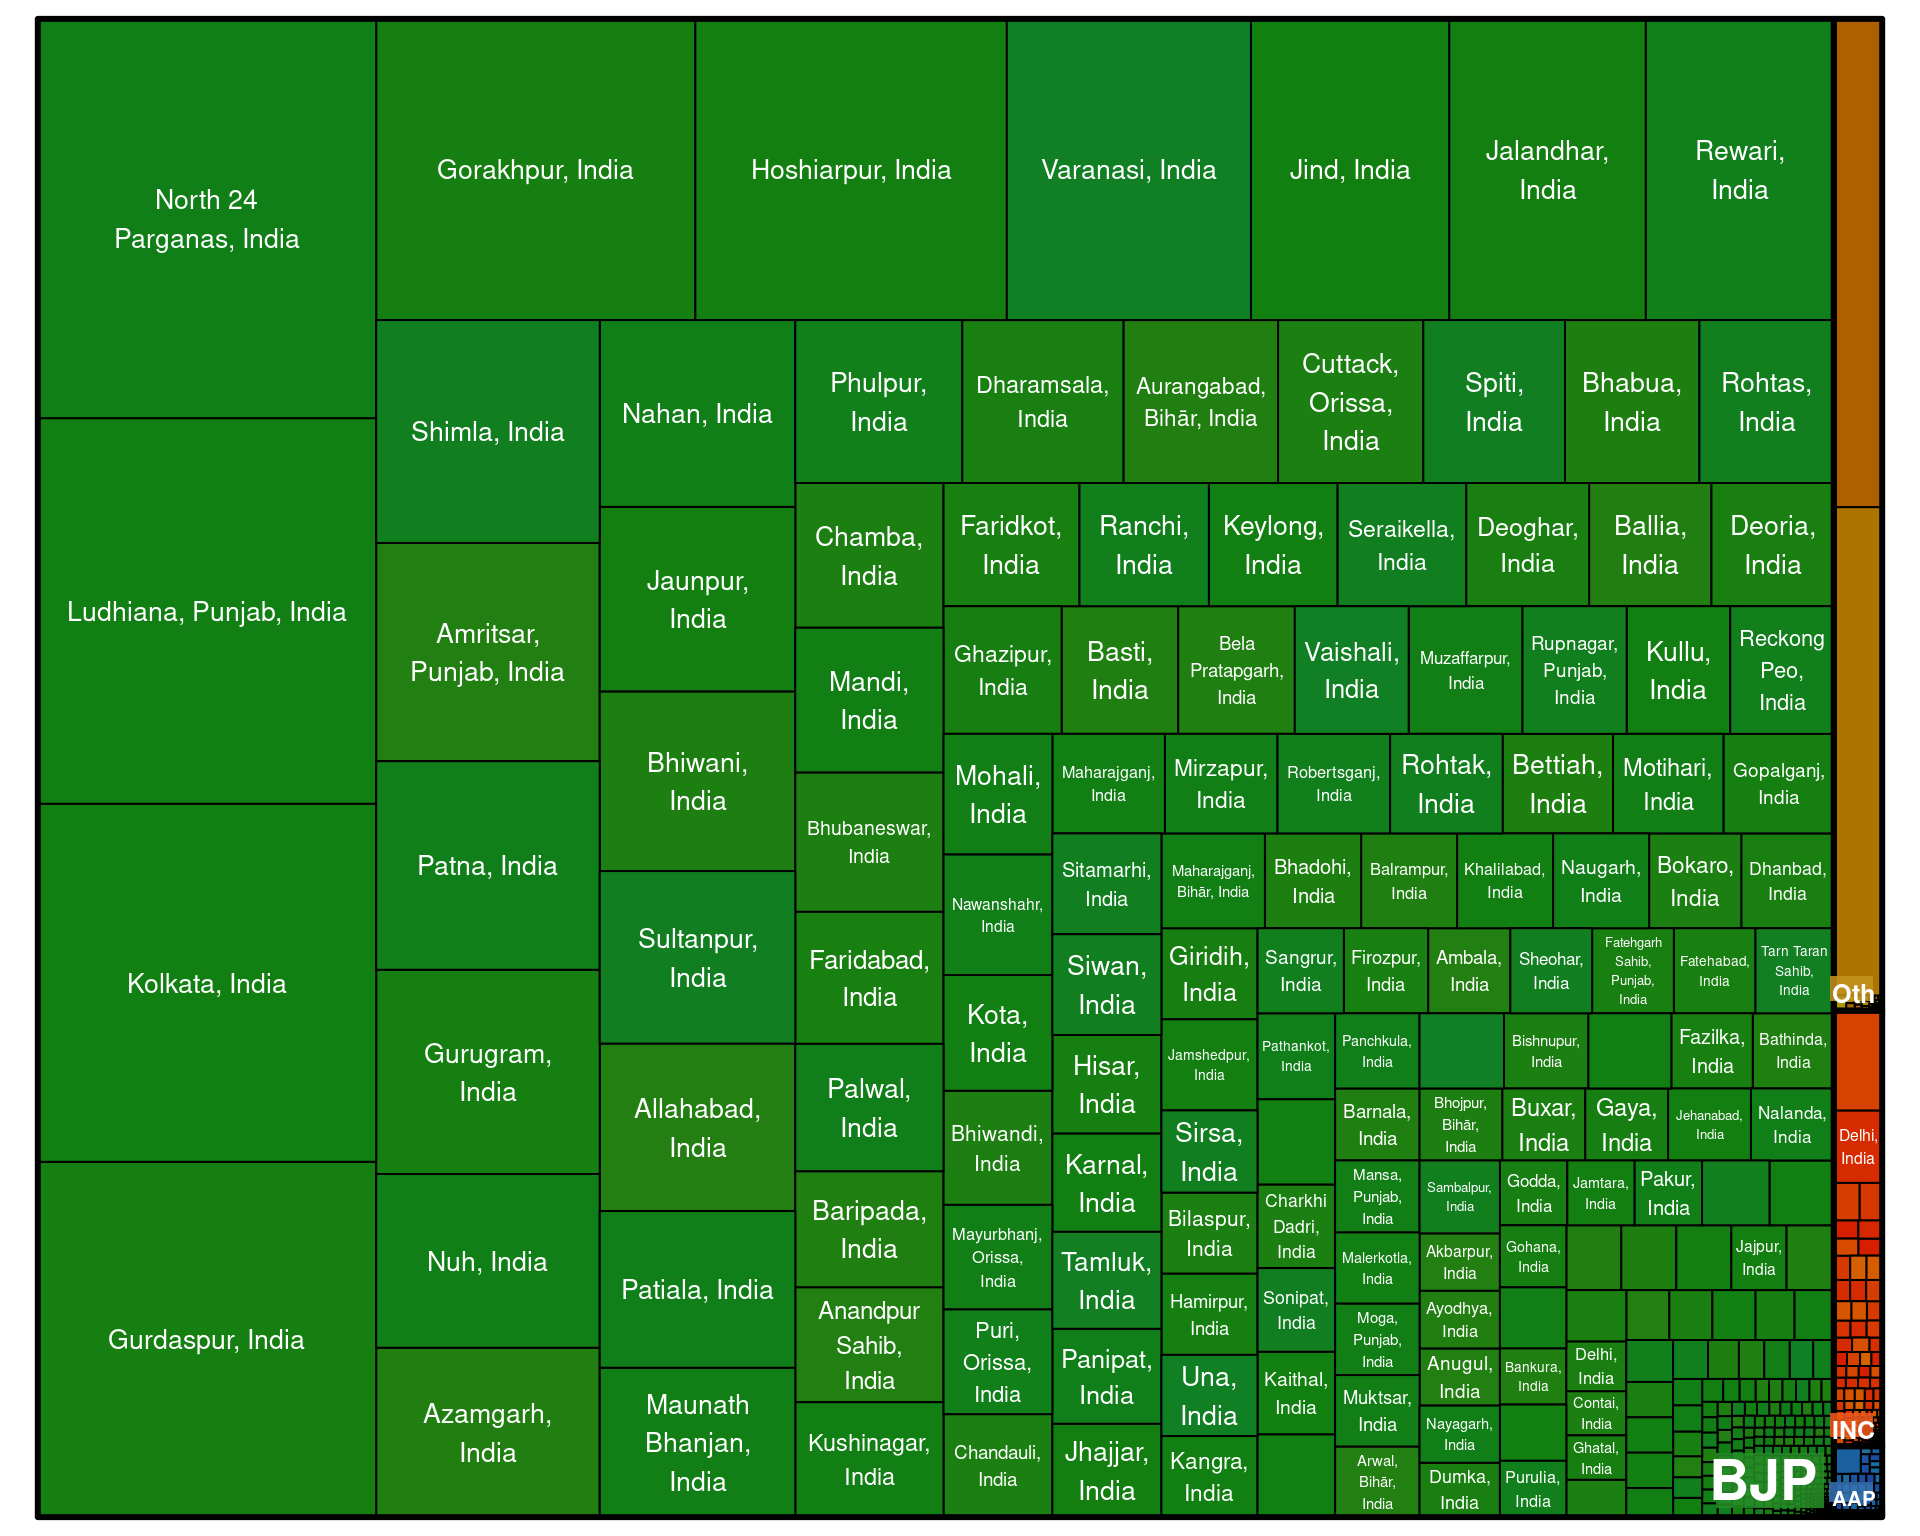 North 24
Parganas, India
Ludhiana, Punjab, India
Kolkata, India
Gurdaspur, India
Gorakhpur, India
Hoshiarpur, India
Varanasi, India
Jind, India
Jalandhar,
India
Rewari,
India
Shimla, India
Amritsar,
Punjab, India
Patna, India
Gurugram,
India
Nuh, India
Azamgarh,
India
Nahan, India
Jaunpur,
India
Bhiwani,
India
Sultanpur,
India
Allahabad,
India
Patiala, India
Maunath
Bhanjan,
India
Phulpur,
India
Dharamsala,
India
Aurangabad,
Bihār, India
Cuttack,
Orissa,
India
Spiti,
India
Bhabua,
India
Rohtas,
India
Chamba,
India
Mandi,
India
Bhubaneswar,
India
Faridabad,
India
Palwal,
India
Baripada,
India
Anandpur
Sahib,
India
Kushinagar,
India
Faridkot,
India
Ranchi,
India
Keylong,
India
Seraikella,
India
Deoghar,
India
Ballia,
India
Deoria,
India
Ghazipur,
India
Basti,
India
Bela
Pratapgarh,
India
Vaishali,
India
Muzaffarpur,
India
Rupnagar,
Punjab,
India
Kullu,
India
Reckong
Peo,
India
Mohali,
India
Nawanshahr,
India
Kota,
India
Bhiwandi,
India
Mayurbhanj,
Orissa,
India
Puri,
Orissa,
India
Chandauli,
India
Maharajganj,
India
Mirzapur,
India
Robertsganj,
India
Rohtak,
India
Bettiah,
India
Motihari,
India
Gopalganj,
India
Sitamarhi,
India
Siwan,
India
Hisar,
India
Karnal,
India
Tamluk,
India
Panipat,
India
Jhajjar,
India
Maharajganj,
Bihār, India
Bhadohi,
India
Balrampur,
India
Khalilabad,
India
Naugarh,
India
Bokaro,
India
Dhanbad,
India
Giridih,
India
Jamshedpur,
India
Sirsa,
India
Bilaspur,
India
Hamirpur,
India
Una,
India
Kangra,
India
Sangrur,
India
Firozpur,
India
Ambala,
India
Sheohar,
India
Fatehgarh
Sahib,
Punjab,
India
Fatehabad,
India
Tarn Taran
Sahib,
India
Pathankot,
India
Charkhi
Dadri,
India
Sonipat,
India
Kaithal,
India
Panchkula,
India
Bishnupur,
India
Fazilka,
India
Bathinda,
India
Barnala,
India
Bhojpur,
Bihār,
India
Buxar,
India
Gaya,
India
Jehanabad,
India
Nalanda,
India
Mansa,
Punjab,
India
Malerkotla,
India
Moga,
Punjab,
India
Muktsar,
India
Arwal,
Bihār,
India
Sambalpur,
India
Akbarpur,
India
Ayodhya,
India
Anugul,
India
Nayagarh,
India
Dumka,
India
Godda,
India
Jamtara,
India
Pakur,
India
Gohana,
India
Jajpur,
India
Bankura,
India
Purulia,
India
Delhi,
India
Contai,
India
Ghatal,
India
BJP
Oth
Delhi,
India
INC
AAP